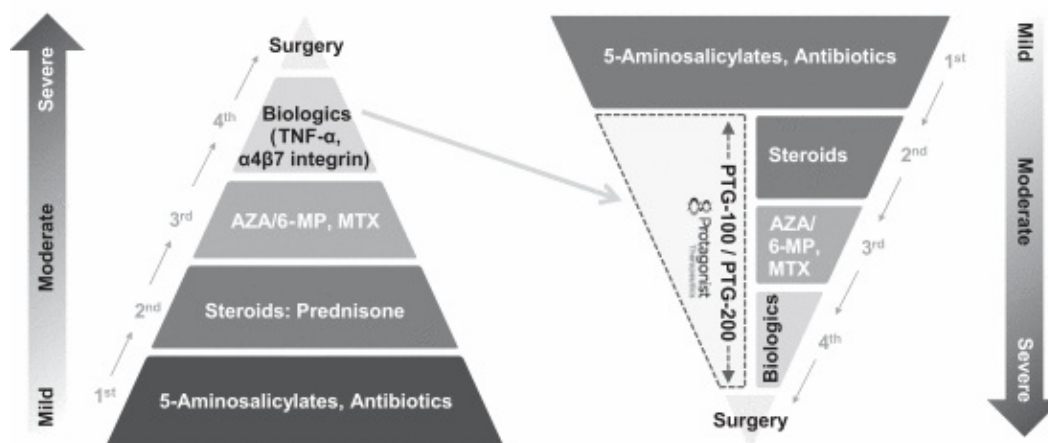 Severe
Moderate
Mild
1st
2nd
3rd
4th
Surgery
Biologics
(TNF-α,
α4β7 integrin)
AZA/6-MP, MTX
Steroids: Prednisone
5-Aminosalicylates, Antibiotics
5-Aminosalicylates, Antibiotics
PTG-100 / PTG-200
Protagonist
Therapeutics
Steroids
AZA/
6-MP,
MTX
Biologics
Surgery
1st
2nd
3rd
4th
Mild
Moderate
Severe